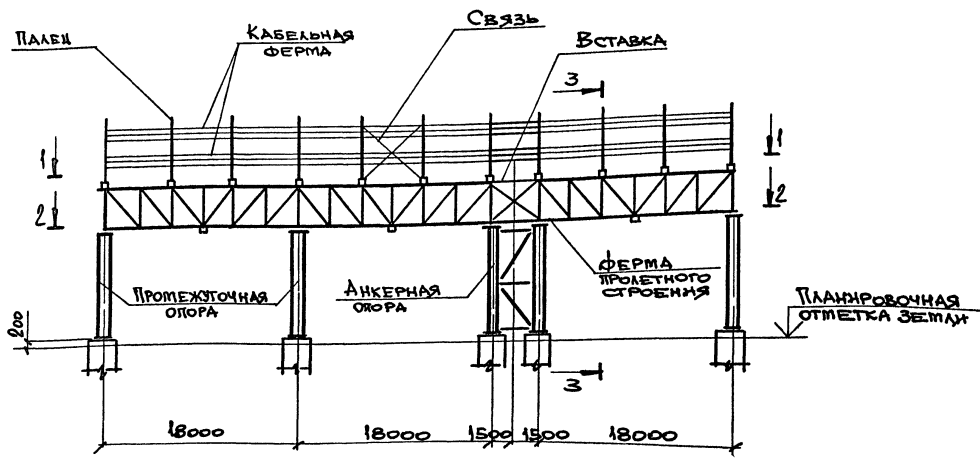 Связь
Палец
Кабельная
ферма
Вставка
3
1
1
2
2
Промежуточная
опора
Анкерная
опора
Ферма
пролетного
строения
Планировочная
отметка земли
200
3
18000
18000
1500
1500
18000